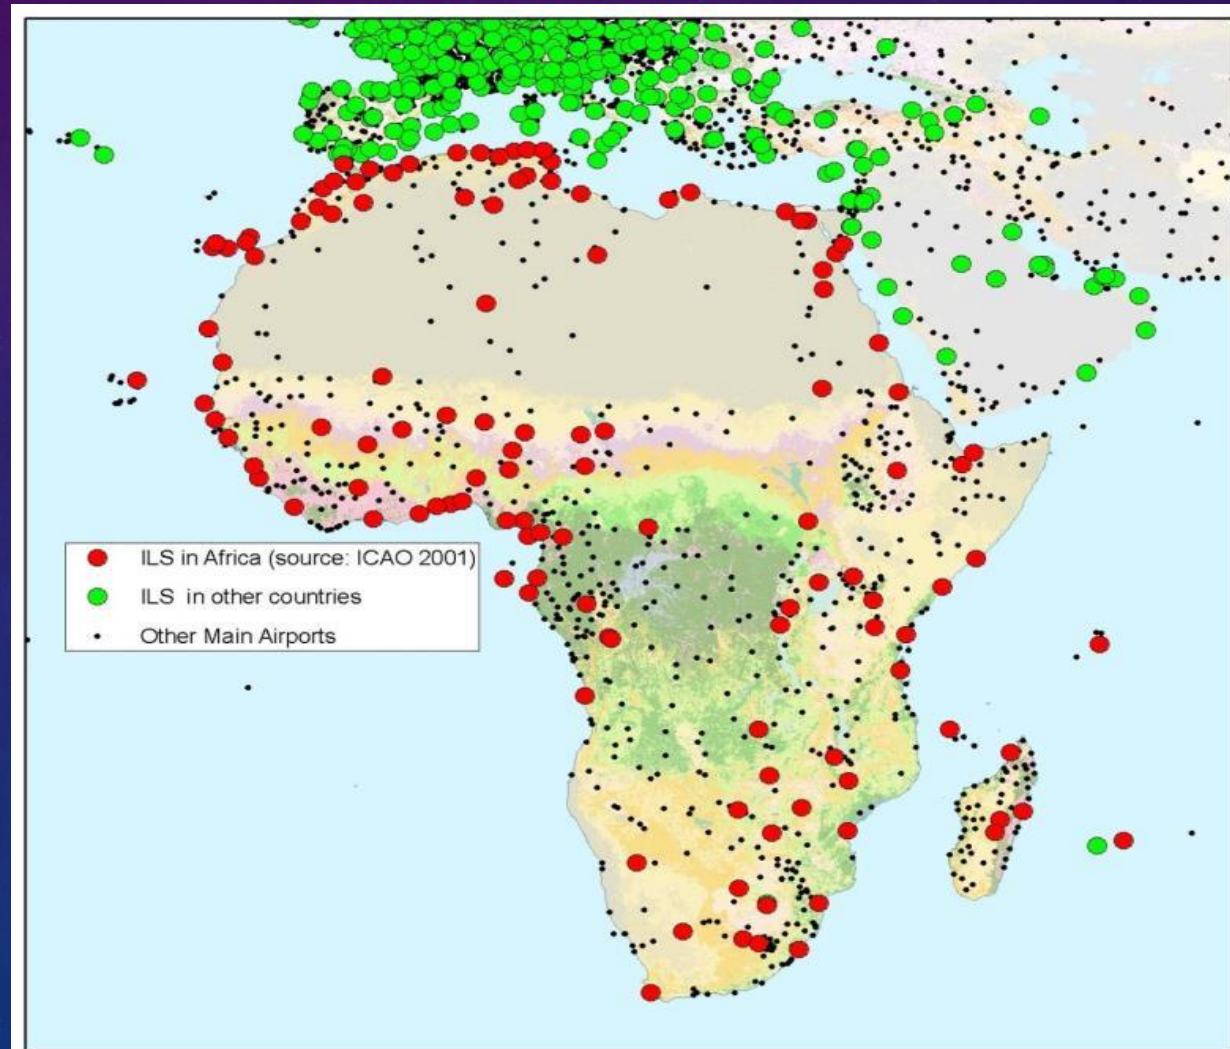 ILS in Africa (source: ICAO 2001)
ILS in other countries
Other Main Airports